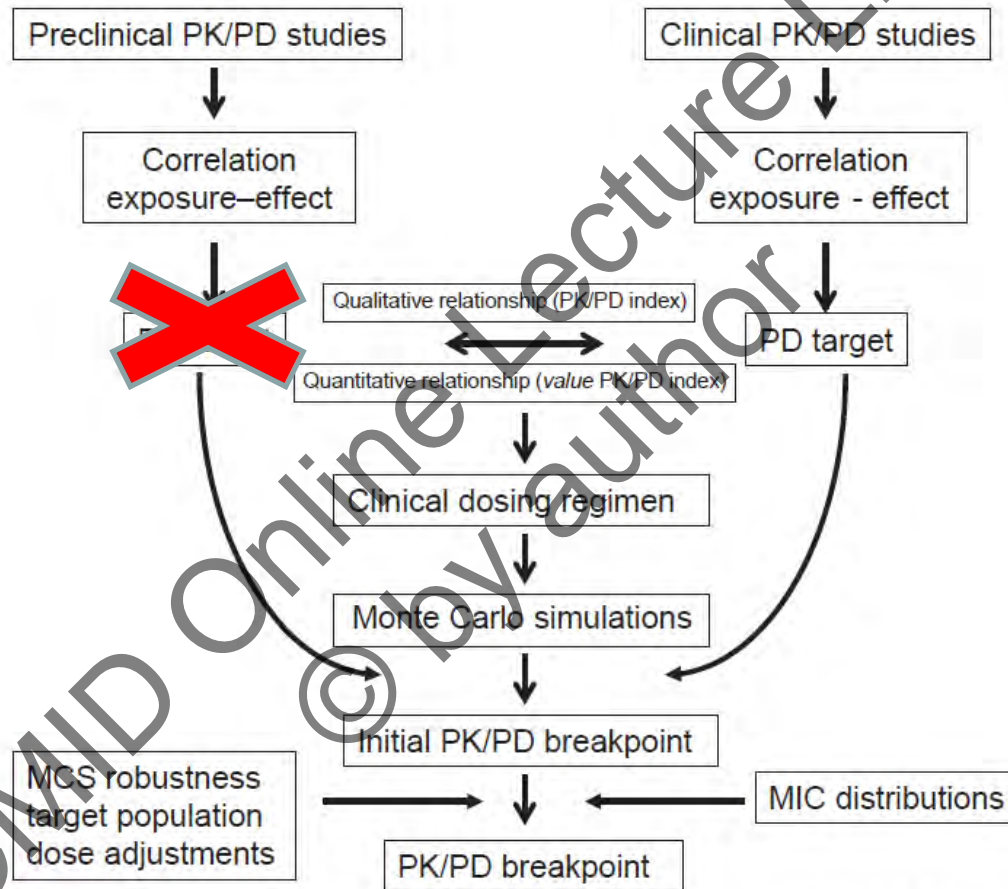 Preclinical PK/PD studies
Clinical PK/PD studies
Correlation
exposure–effect
Correlation
exposure - effect
Qualitative relationship (PK/PD index)
PD target
Quantitative relationship (value PK/PD index)
Clinical dosing regimen
Monte Carlo simulations
Initial PK/PD breakpoint
MCS robustness
target population
dose adjustments
MIC distributions
PK/PD breakpoint
Online Lecture
© by author